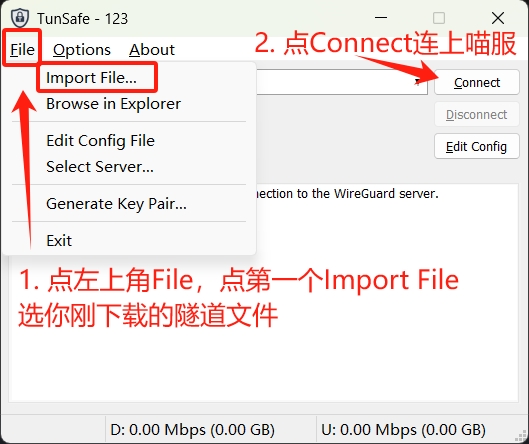 TunSafe - 123
File Options About
2. 点Connect连上喵服
Import File...
Connect
Browse in Explorer
Disconnect
Edit Config File
Edit Config
Select Server...
nection to the WireGuard server.
Generate Key Pair...
Exit
1. 点左上角File，点第一个Import File
选你刚下载的隧道文件
D: 0.00 Mbps (0.00 GB)
U: 0.00 Mbps (0.00 GB)